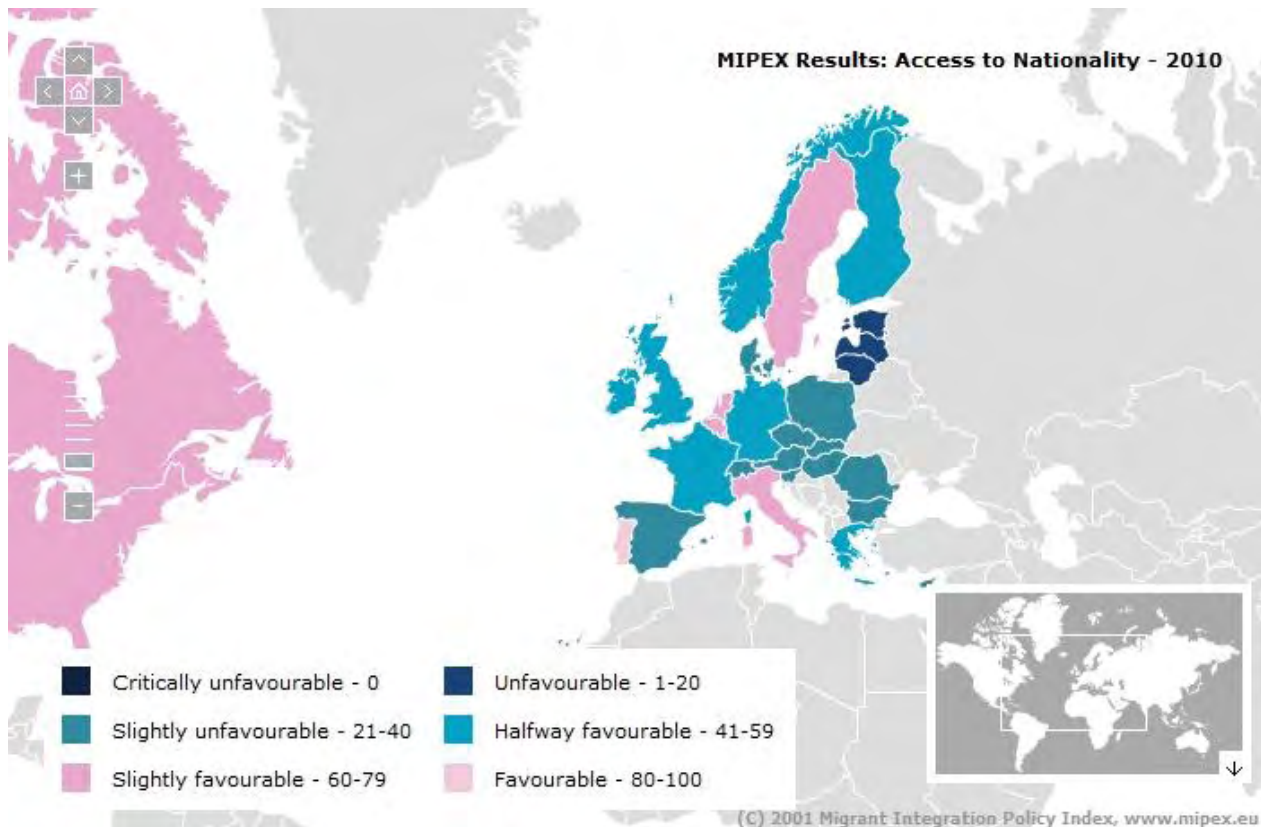 MIPEX Results: Access to Nationality - 2010
Critically unfavourable - 0
Unfavourable - 1-20
Slightly unfavourable - 21-40
Halfway favourable - 41-59
Slightly favourable - 60-79
Favourable - 80-100
(C) 2001 Migrant Integration Policy Index, www.mipex.eu